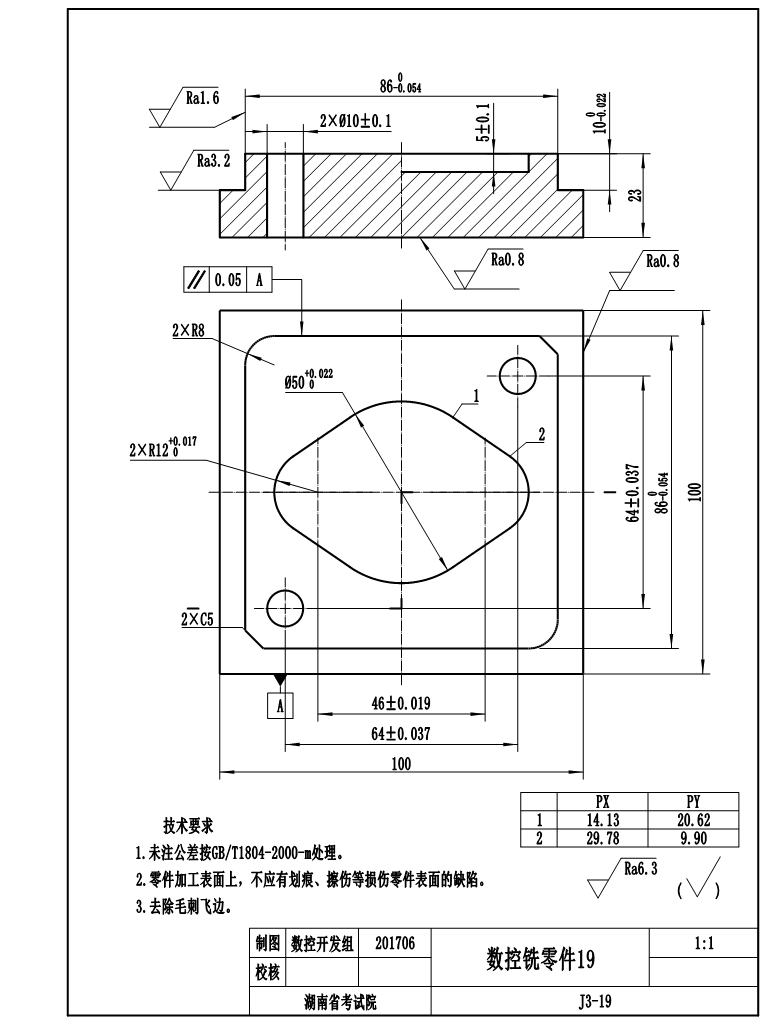 86 0 -0.054
Ra1.6
2×Ø10±0.1
5±0.1
10 0 -0.022
Ra3.2
23
Ra0.8
Ra0.8
// 0.05 A
2×R8
Ø50 +0.022 0
1
2
2×R12 +0.017 0
64±0.037
86 0 -0.054
100
2×C5
A
46±0.019
64±0.037
100
PX PY
1 14.13 20.62
2 29.78 9.90
技术要求
1.未注公差按GB/T1804-2000-m处理。
2.零件加工表面上，不应有划痕、擦伤等损伤零件表面的缺陷。
3.去除毛刺飞边。
Ra6.3
(√)
制图 数控开发组 201706
校核
数控铣零件19
1:1
湖南省考试院
J3-19